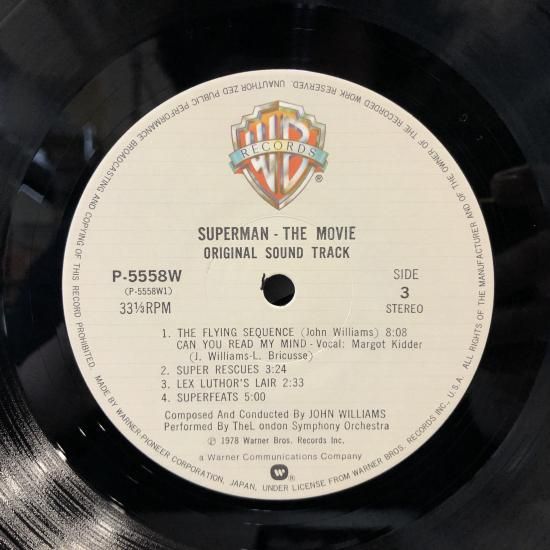 ALL RIGHTS OF THE MANUFACTURER AND OF THE OWNER OF THE RECORDED WORK RESERVED. UNAUTHOR ZED PUBLIC PERFORMANCE BROADCASTING AND COPYING OF THIS RECORD PROHIBITED.
WB
RECORDS
®
SUPERMAN - THE MOVIE
ORIGINAL SOUND TRACK
P-5558W
(P-5558W1)
33⅓RPM
SIDE
3
STEREO
1. THE FLYING SEQUENCE (John Williams) 8:08
CAN YOU READ MY MIND - Vocal: Margot Kidder
(J. Williams-L. Bricusse)
2. SUPER RESCUES 3:24
3. LEX LUTHOR'S LAIR 2:33
4. SUPERFEATS 5:00
Composed And Conducted By JOHN WILLIAMS
Performed By TheLondon Symphony Orchestra
℗ 1978 Warner Bros. Records Inc.
a Warner Communications Company
W ®
MADE BY WARNER-PIONEER CORPORATION, JAPAN, UNDER LICENSE FROM WARNER BROS. RECORDS INC., U.S.A.